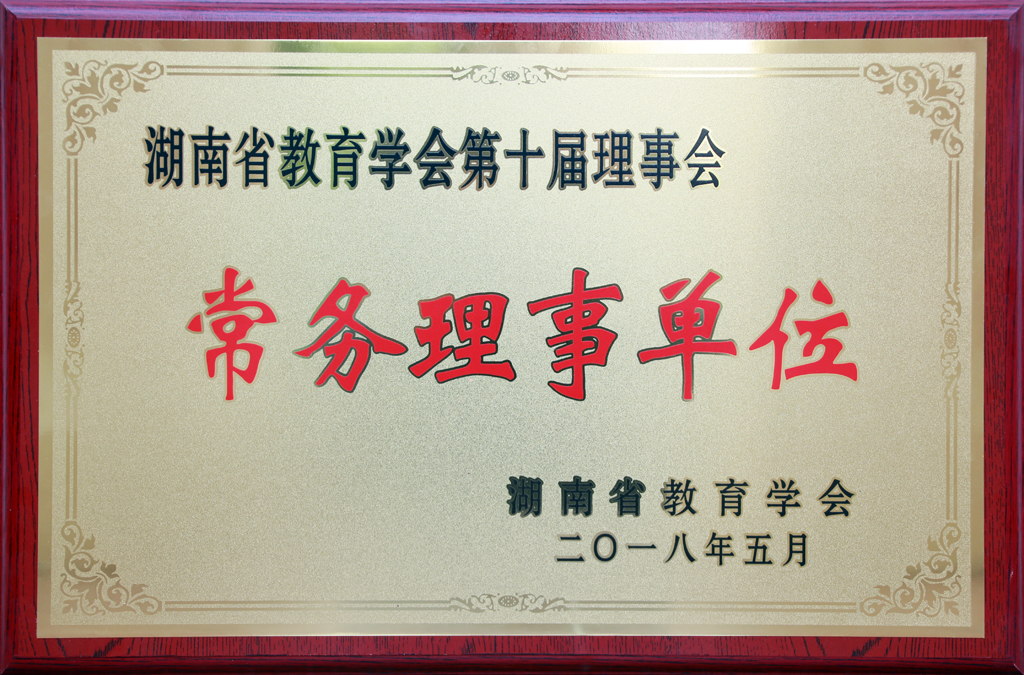 湖南省教育学会第十届理事会
常务理事单位
湖南省教育学会
二〇一八年五月